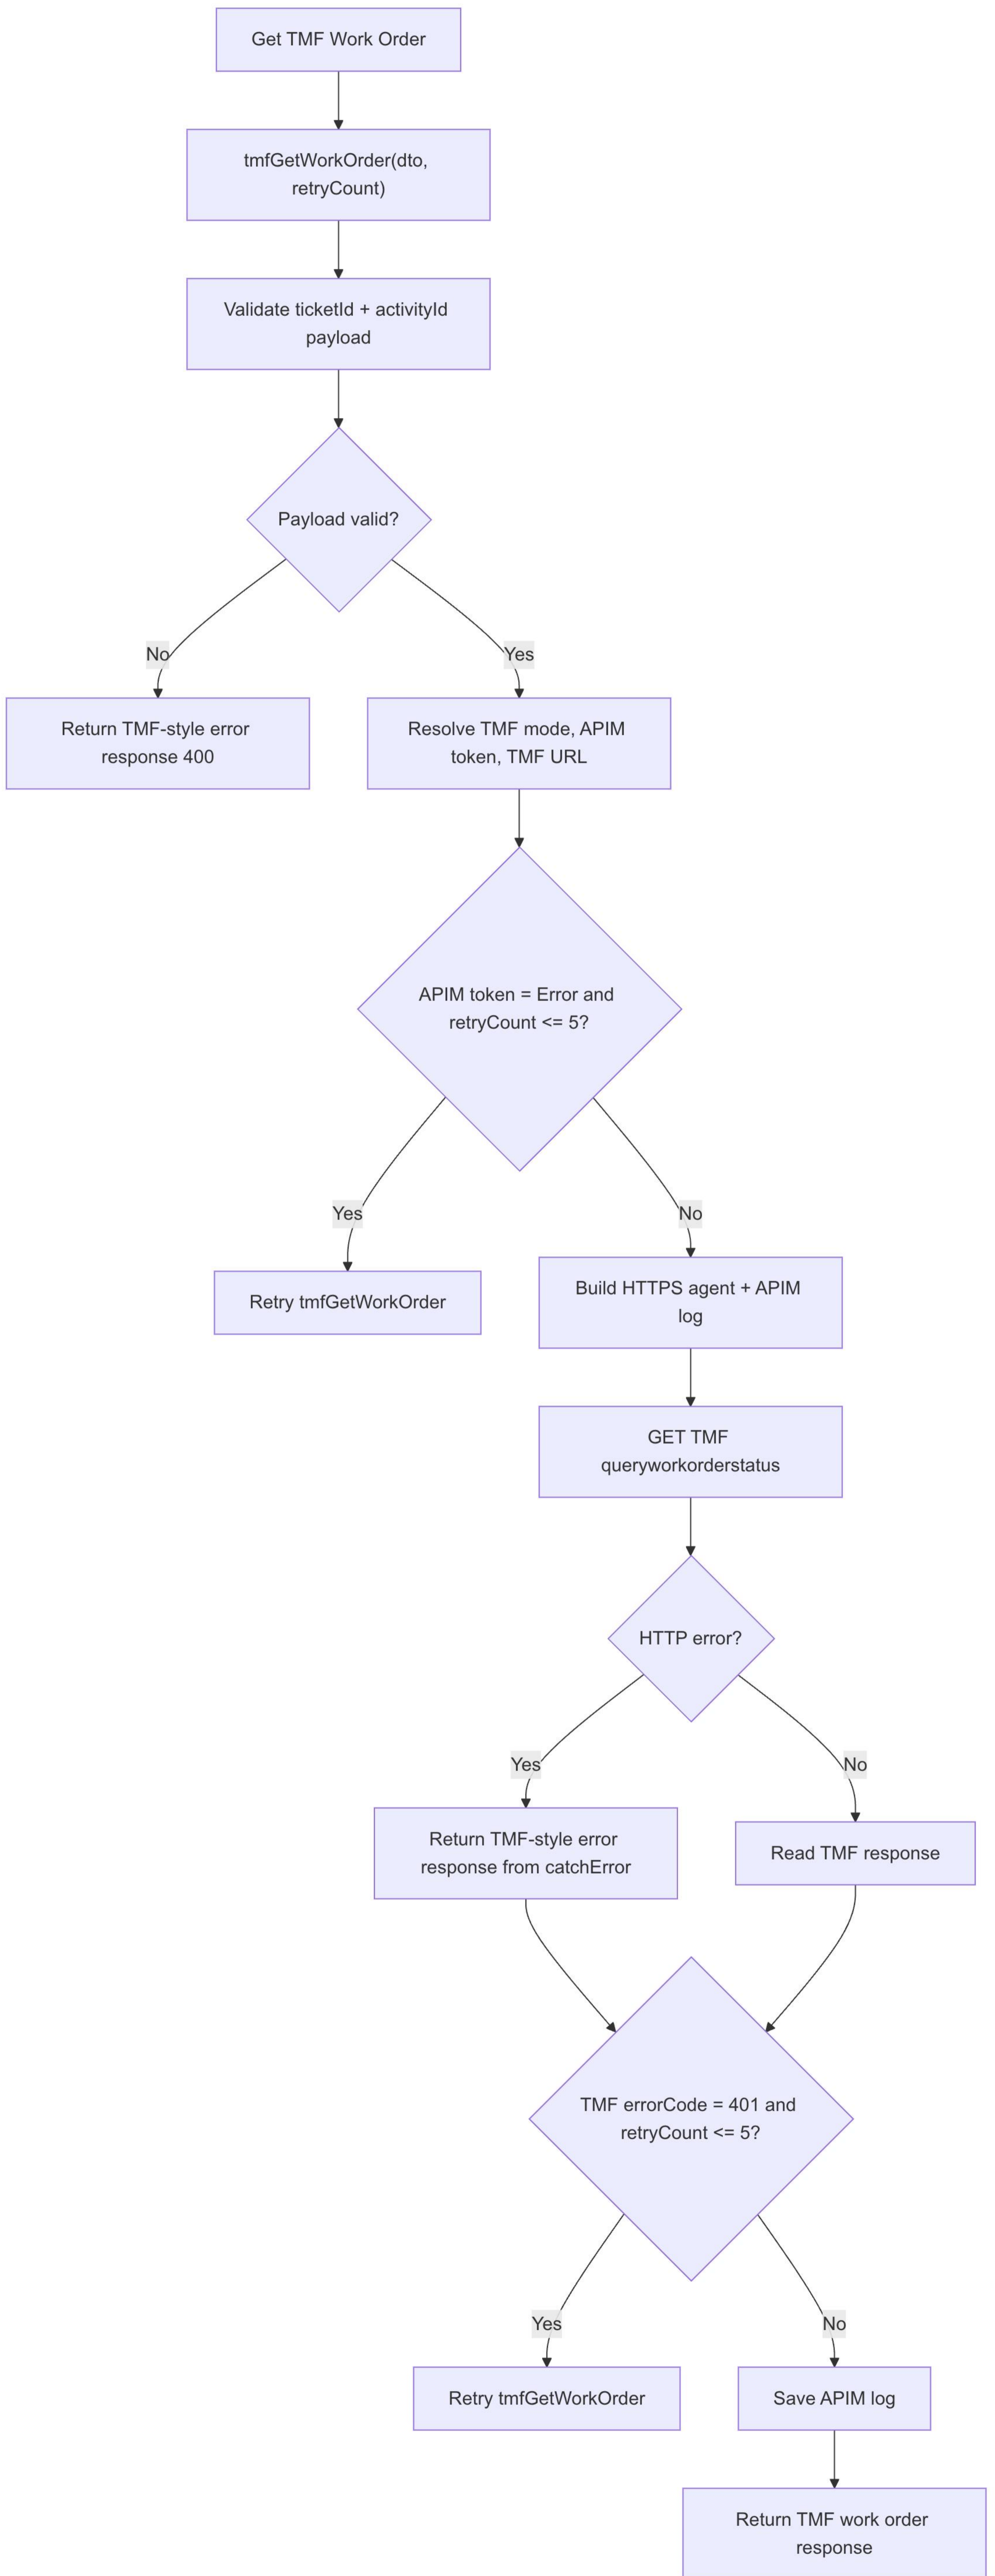 Get TMF Work Order
tmfGetWorkOrder(dto,
retryCount)
Validate ticketId + activityId
payload
Payload valid?
No
Yes
Return TMF-style error
response 400
Resolve TMF mode, APIM
token, TMF URL
APIM token = Error and
retryCount <= 5?
Yes
No
Retry tmfGetWorkOrder
Build HTTPS agent + APIM
log
GET TMF
queryworkorderstatus
HTTP error?
Yes
No
Return TMF-style error
response from catchError
Read TMF response
TMF errorCode = 401 and
retryCount <= 5?
Yes
No
Retry tmfGetWorkOrder
Save APIM log
Return TMF work order
response